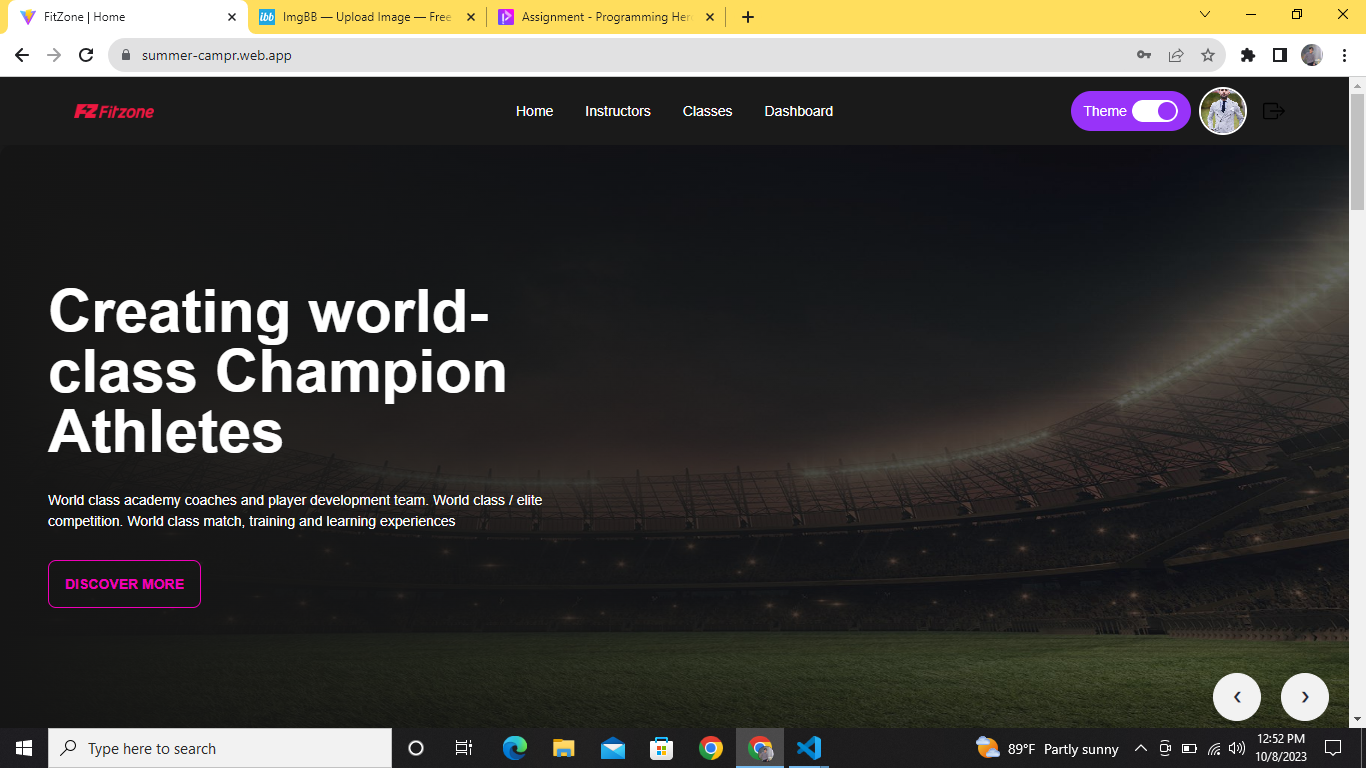 FitZone | Home
ImgBB — Upload Image — Free
Assignment - Programming Her
summer-campr.web.app
FZ Fitzone
Home Instructors Classes Dashboard
Theme
Creating world-
class Champion
Athletes
World class academy coaches and player development team. World class / elite
competition. World class match, training and learning experiences
DISCOVER MORE
Type here to search
89°F Partly sunny
12:52 PM
10/8/2023